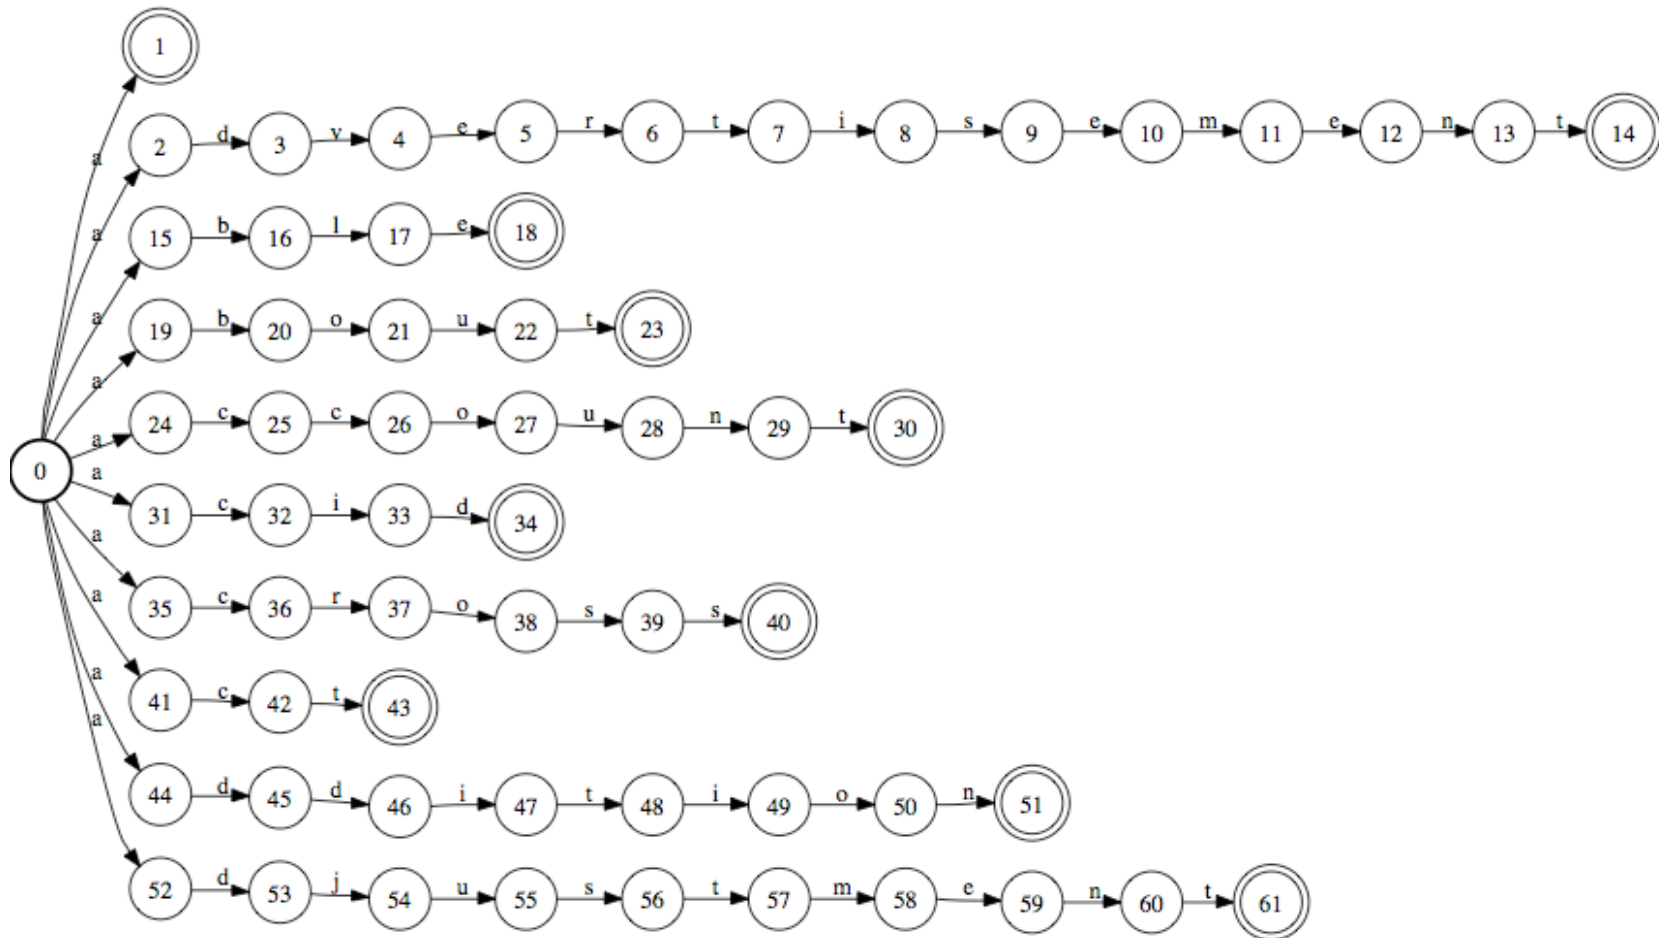 1
a 2 d 3 v 4 e 5 r 6 t 7 i 8 s 9 e 10 m 11 e 12 n 13 t 14
a 15 b 16 l 17 e 18
a 19 b 20 o 21 u 22 t 23
a 24 c 25 c 26 o 27 u 28 n 29 t 30
0 a
a 31 c 32 i 33 d 34
a 35 c 36 r 37 o 38 s 39 s 40
a 41 c 42 t 43
a 44 d 45 d 46 i 47 t 48 i 49 o 50 n 51
a 52 d 53 j 54 u 55 s 56 t 57 m 58 e 59 n 60 t 61